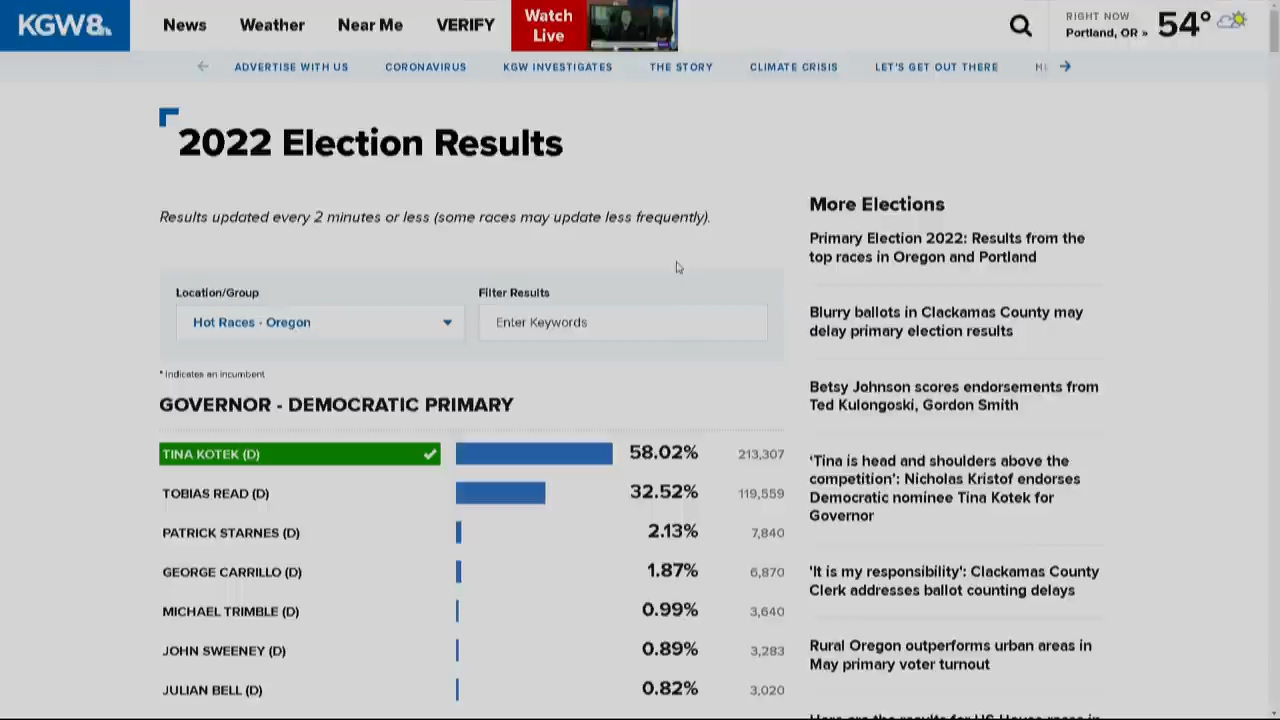 KGW8
News
Weather
Near Me
VERIFY
Watch
Live
RIGHT NOW
Portland, OR »
54°
ADVERTISE WITH US
CORONAVIRUS
KGW INVESTIGATES
THE STORY
CLIMATE CRISIS
LET'S GET OUT THERE
2022 Election Results
Results updated every 2 minutes or less (some races may update less frequently).
Location/Group
Filter Results
Hot Races - Oregon
Enter Keywords
* Indicates an incumbent
GOVERNOR - DEMOCRATIC PRIMARY
TINA KOTEK (D) 58.02% 213,307
TOBIAS READ (D) 32.52% 119,559
PATRICK STARNES (D) 2.13% 7,840
GEORGE CARRILLO (D) 1.87% 6,870
MICHAEL TRIMBLE (D) 0.99% 3,640
JOHN SWEENEY (D) 0.89% 3,283
JULIAN BELL (D) 0.82% 3,020
More Elections
Primary Election 2022: Results from the
top races in Oregon and Portland
Blurry ballots in Clackamas County may
delay primary election results
Betsy Johnson scores endorsements from
Ted Kulongoski, Gordon Smith
‘Tina is head and shoulders above the
competition’: Nicholas Kristof endorses
Democratic nominee Tina Kotek for
Governor
'It is my responsibility': Clackamas County
Clerk addresses ballot counting delays
Rural Oregon outperforms urban areas in
May primary voter turnout